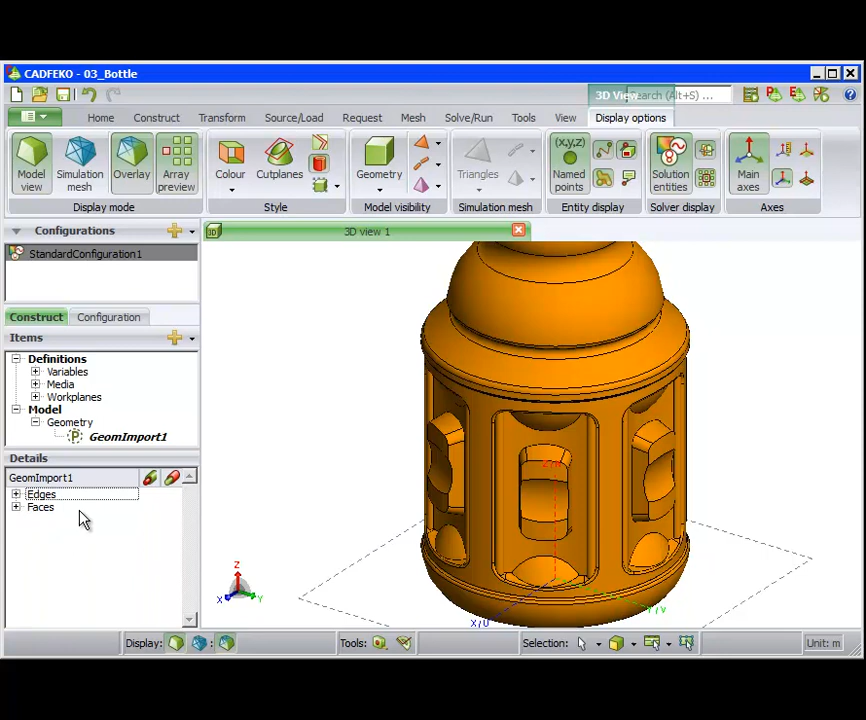 CADFEKO - 03_Bottle
3D View
Search (Alt+S) ...
Home Construct Transform Source/Load Request Mesh Solve/Run Tools View Display options
Model view
Simulation mesh
Overlay
Array preview
Colour
Cutplanes
Geometry
Triangles
(x,y,z)
Named points
Solution entities
Main axes
Display mode
Style
Model visibility
Simulation mesh
Entity display
Solver display
Axes
Configurations
3D view 1
StandardConfiguration1
Construct Configuration
Items
Definitions
Variables
Media
Workplanes
Model
Geometry
P GeomImport1
Details
GeomImport1
Edges
Faces
Z
X
Y
X/U
Y/V
Display:
Tools:
Selection:
Unit: m